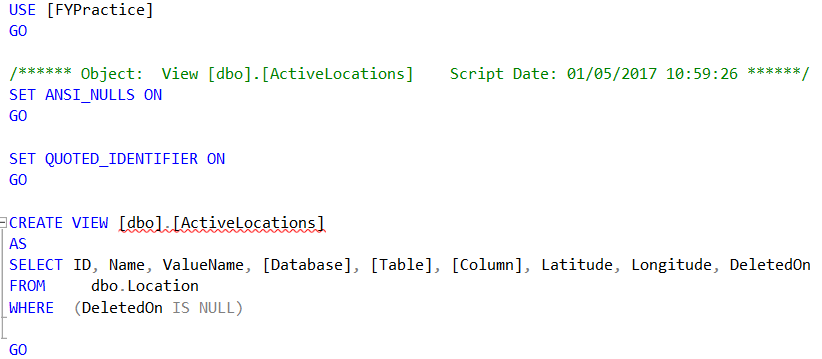 USE [FYPractice]
GO
/****** Object:  View [dbo].[ActiveLocations]    Script Date: 01/05/2017 10:59:26 ******/
SET ANSI_NULLS ON
GO
SET QUOTED_IDENTIFIER ON
GO
CREATE VIEW [dbo].[ActiveLocations]
AS
SELECT ID, Name, ValueName, [Database], [Table], [Column], Latitude, Longitude, DeletedOn
FROM     dbo.Location
WHERE  (DeletedOn IS NULL)
GO